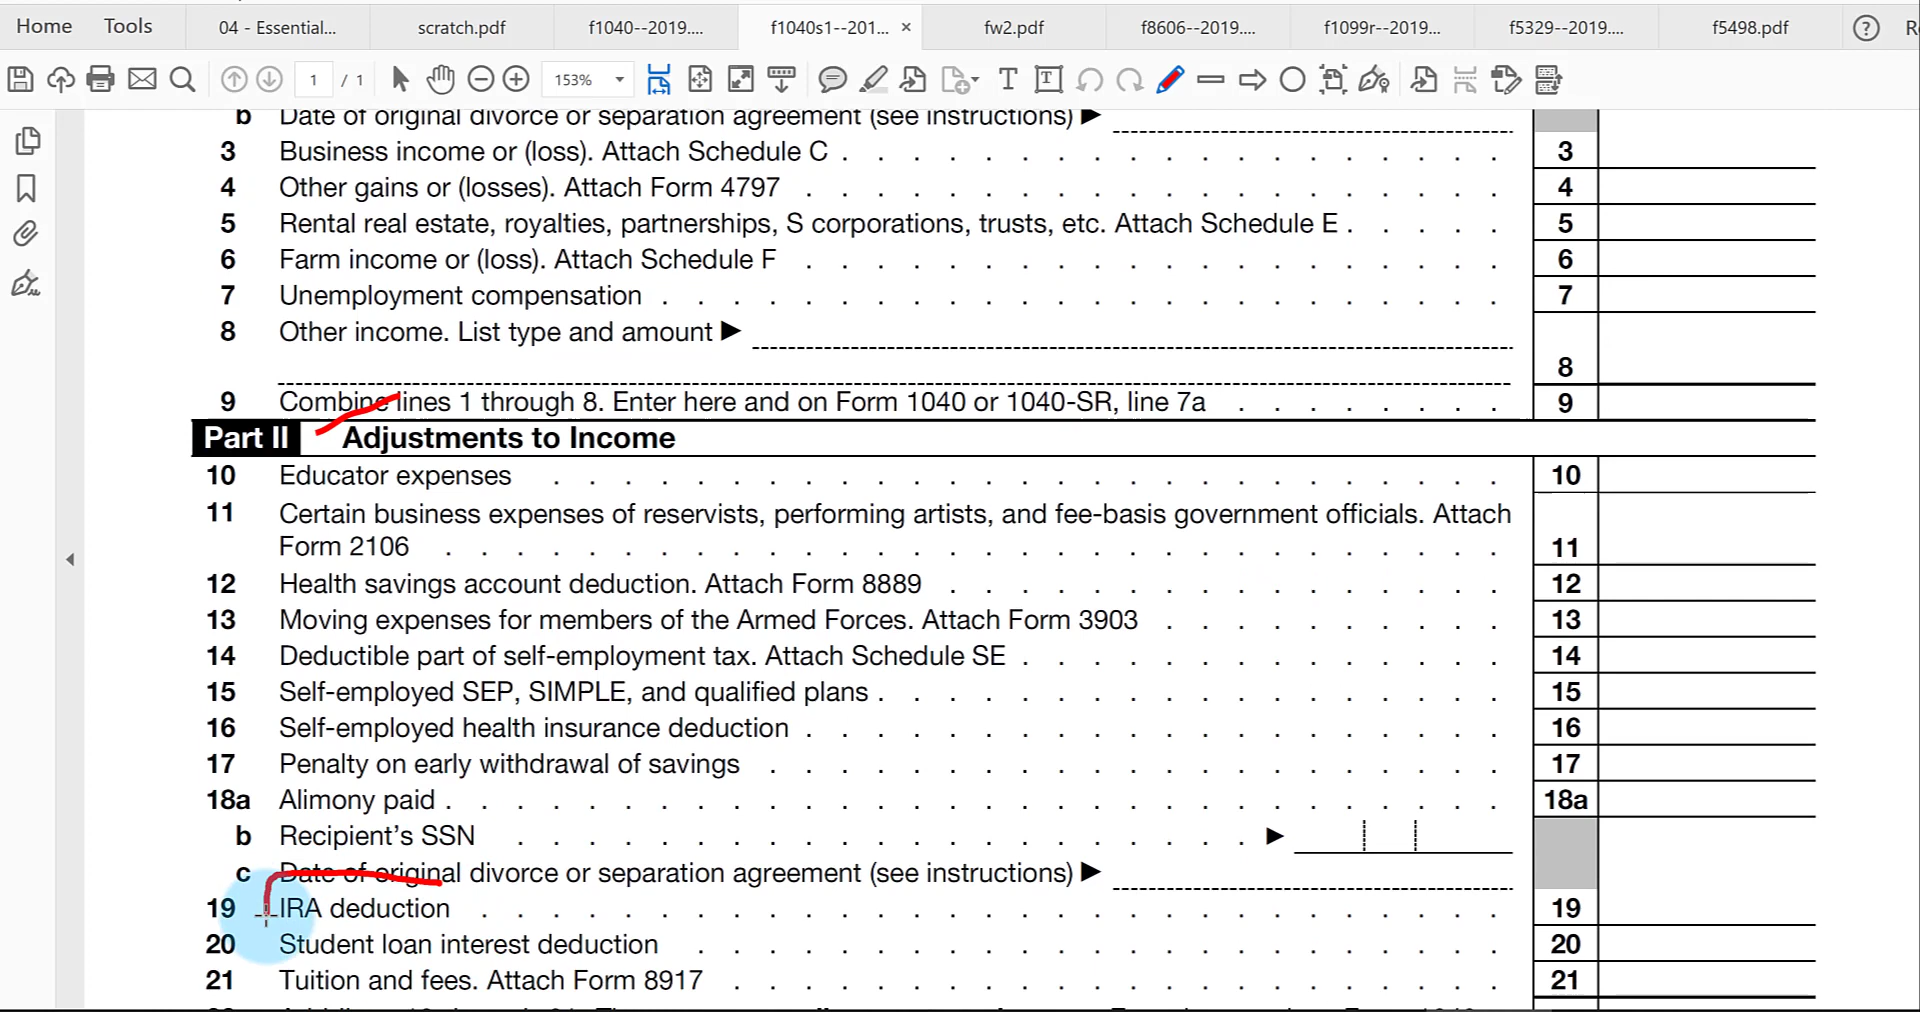 Home Tools 04 - Essential... scratch.pdf f1040--2019.... f1040s1--201... × fw2.pdf f8606--2019.... f1099r--2019... f5329--2019.... f5498.pdf ?
1 / 1 153%
b Date of original divorce or separation agreement (see instructions) ▶
3 Business income or (loss). Attach Schedule C . . . . . . . . . . . . . . . . . . . 3
4 Other gains or (losses). Attach Form 4797 . . . . . . . . . . . . . . . . . . . . 4
5 Rental real estate, royalties, partnerships, S corporations, trusts, etc. Attach Schedule E . . . . . 5
6 Farm income or (loss). Attach Schedule F . . . . . . . . . . . . . . . . . . . . 6
7 Unemployment compensation . . . . . . . . . . . . . . . . . . . . . . . . 7
8 Other income. List type and amount ▶
8
9 Combine lines 1 through 8. Enter here and on Form 1040 or 1040-SR, line 7a . . . . . . . . 9
Part II Adjustments to Income
10 Educator expenses . . . . . . . . . . . . . . . . . . . . . . . . . . . 10
11 Certain business expenses of reservists, performing artists, and fee-basis government officials. Attach
Form 2106 . . . . . . . . . . . . . . . . . . . . . . . . . . . . . . 11
12 Health savings account deduction. Attach Form 8889 . . . . . . . . . . . . . . . . 12
13 Moving expenses for members of the Armed Forces. Attach Form 3903 . . . . . . . . . . 13
14 Deductible part of self-employment tax. Attach Schedule SE . . . . . . . . . . . . . . 14
15 Self-employed SEP, SIMPLE, and qualified plans . . . . . . . . . . . . . . . . . . 15
16 Self-employed health insurance deduction . . . . . . . . . . . . . . . . . . . . 16
17 Penalty on early withdrawal of savings . . . . . . . . . . . . . . . . . . . . . 17
18a Alimony paid . . . . . . . . . . . . . . . . . . . . . . . . . . . . . . 18a
b Recipient's SSN . . . . . . . . . . . . . . . . . . . . . ▶
c Date of original divorce or separation agreement (see instructions) ▶
19 IRA deduction . . . . . . . . . . . . . . . . . . . . . . . . . . . . . 19
20 Student loan interest deduction . . . . . . . . . . . . . . . . . . . . . . . 20
21 Tuition and fees. Attach Form 8917 . . . . . . . . . . . . . . . . . . . . . . 21